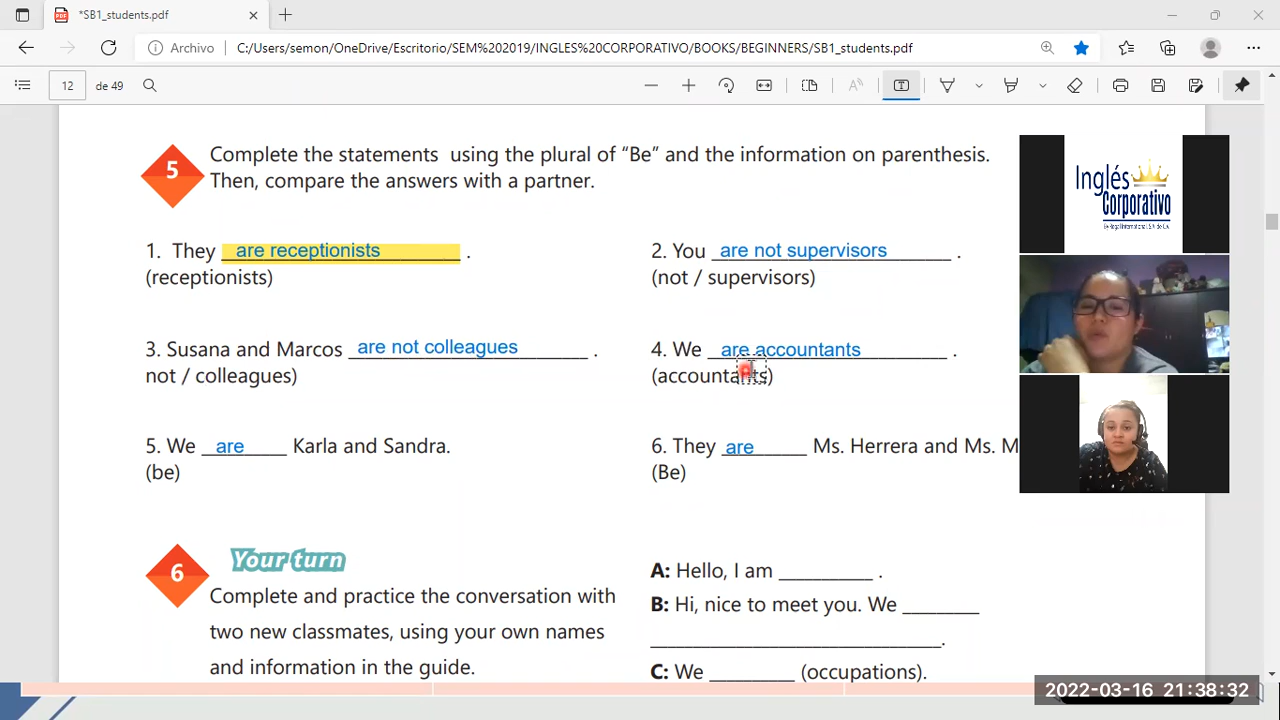 *SB1_students.pdf
Archivo C:/Users/semon/OneDrive/Escritorio/SEM%202019/INGLES%20CORPORATIVO/BOOKS/BEGINNERS/SB1_students.pdf
12 de 49
5 Complete the statements using the plural of “Be” and the information on parenthesis.
Then, compare the answers with a partner.
1. They are receptionists .
(receptionists)
2. You are not supervisors .
(not / supervisors)
3. Susana and Marcos are not colleagues .
not / colleagues)
4. We are accountants .
(accountants)
5. We are Karla and Sandra.
(be)
6. They are Ms. Herrera and Ms. M
(Be)
6 Your turn
Complete and practice the conversation with
two new classmates, using your own names
and information in the guide.
A: Hello, I am __________ .
B: Hi, nice to meet you. We _________
__________________________________.
C: We __________ (occupations).
Inglés
Corporativo
2022-03-16 21:38:32